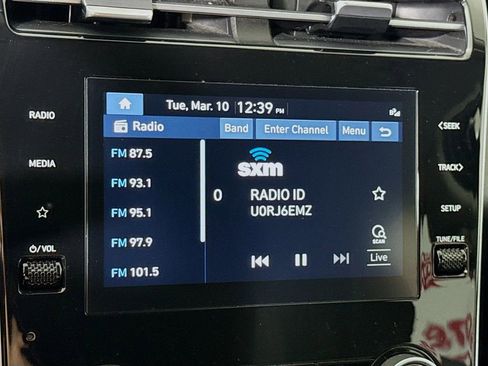 Tue, Mar. 10 12:39 PM
RADIO
Radio
Band
Enter Channel
Menu
<SEEK
FM 87.5
sxm
MEDIA
FM 93.1
0 RADIO ID
U0RJ6EMZ
TRACK>
FM 95.1
SETUP
FM 97.9
SCAN
⏻/VOL
TUNE/FILE
FM 101.5
Live